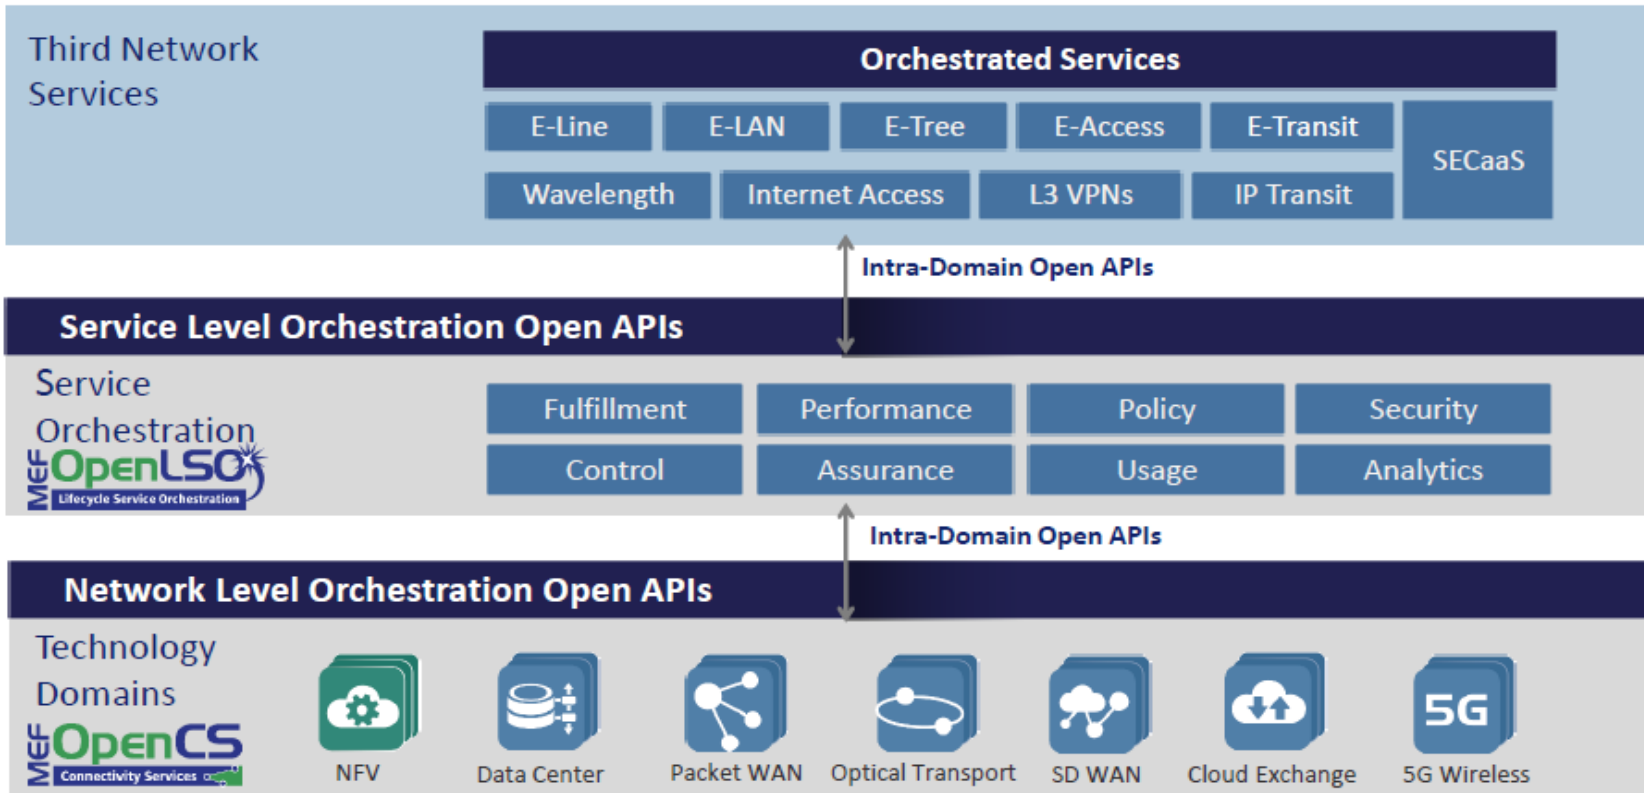 Third Network
Services
Orchestrated Services
E-Line
E-LAN
E-Tree
E-Access
E-Transit
SECaaS
Wavelength
Internet Access
L3 VPNs
IP Transit
Intra-Domain Open APIs
Service Level Orchestration Open APIs
Service
Orchestration
MEF
OpenLSO
Lifecycle Service Orchestration
Fulfillment
Performance
Policy
Security
Control
Assurance
Usage
Analytics
Intra-Domain Open APIs
Network Level Orchestration Open APIs
Technology
Domains
MEF
OpenCS
Connectivity Services
5G
NFV
Data Center
Packet WAN
Optical Transport
SD WAN
Cloud Exchange
5G Wireless